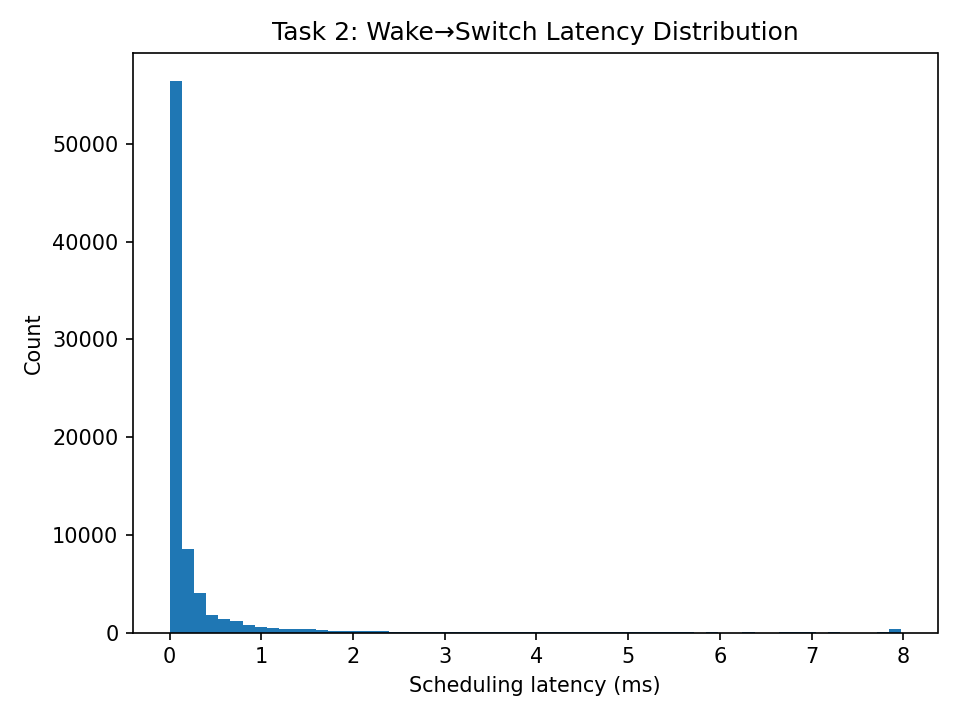 Task 2: Wake→Switch Latency Distribution
50000
40000
30000
20000
10000
0
Count
0 1 2 3 4 5 6 7 8
Scheduling latency (ms)